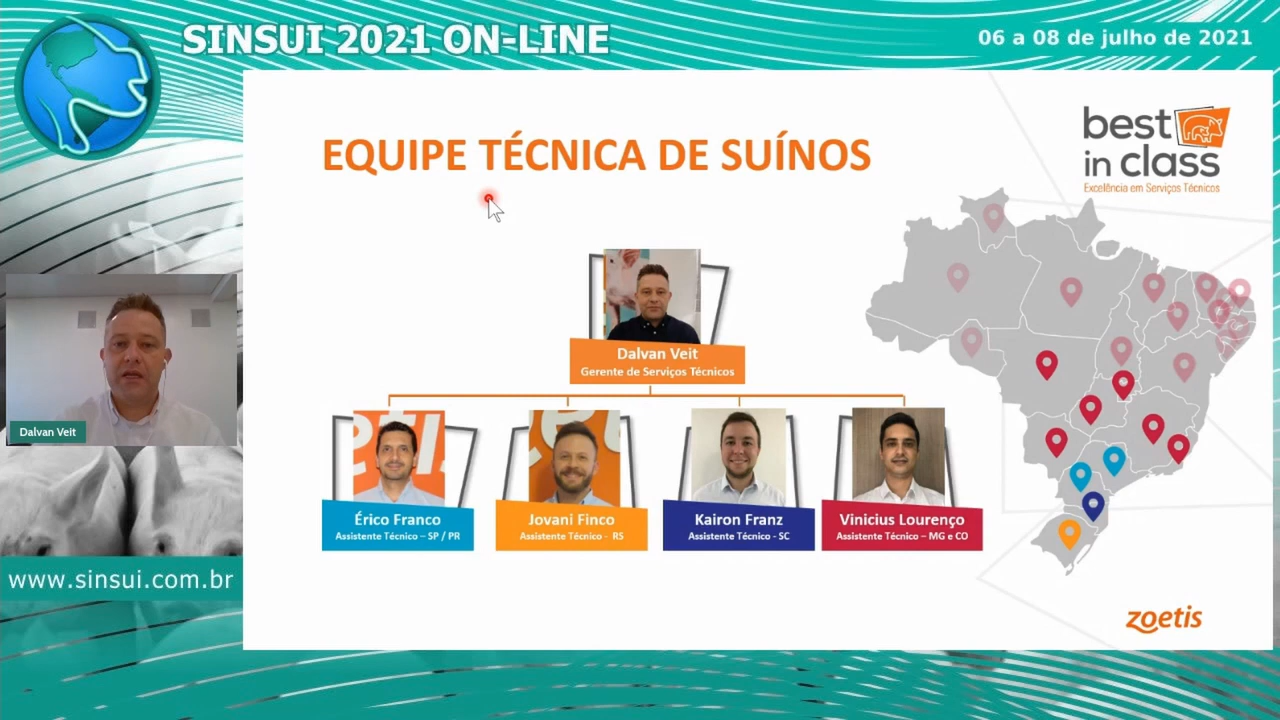 SINSUI 2021 ON-LINE
06 a 08 de julho de 2021
EQUIPE TÉCNICA DE SUÍNOS
best
in class
Excelência em Serviços Técnicos
Dalvan Veit
Gerente de Serviços Técnicos
Dalvan Veit
Érico Franco
Assistente Técnico – SP / PR
Jovani Finco
Assistente Técnico - RS
Kairon Franz
Assistente Técnico - SC
Vinicius Lourenço
Assistente Técnico – MG e CO
www.sinsui.com.br
zoetis